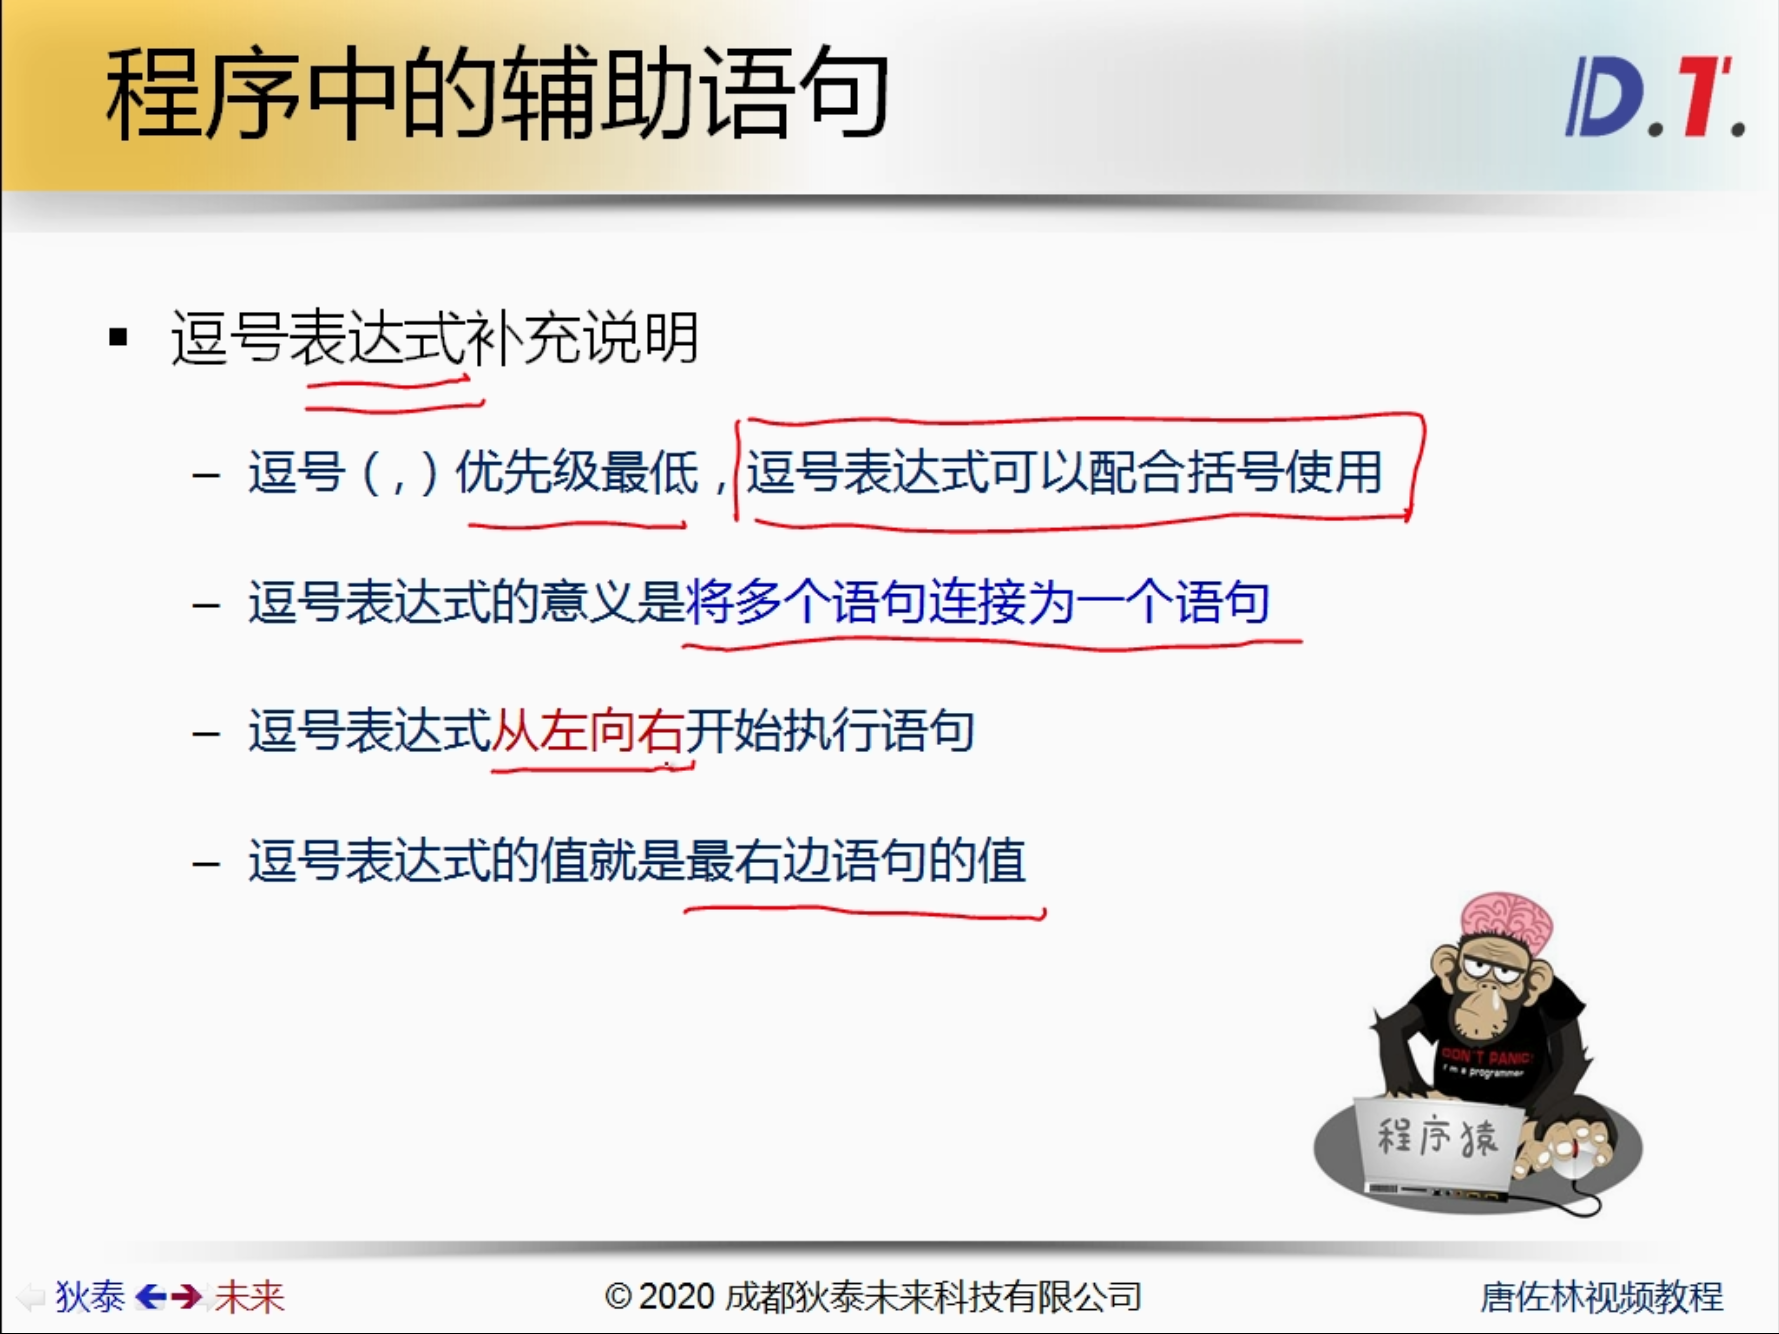 程序中的辅助语句
D.T.
▪ 逗号表达式补充说明
– 逗号（,）优先级最低，逗号表达式可以配合括号使用
– 逗号表达式的意义是将多个语句连接为一个语句
– 逗号表达式从左向右开始执行语句
– 逗号表达式的值就是最右边语句的值
DON'T PANIC!
I'm a programmer
程序猿
狄泰 未来
© 2020 成都狄泰未来科技有限公司
唐佐林视频教程